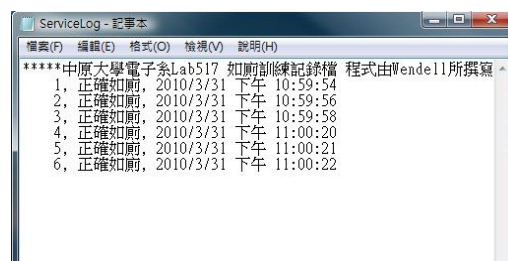 ServiceLog - 記事本
檔案(F) 編輯(E) 格式(O) 檢視(V) 說明(H)
*****中原大學電子系Lab517 如廁訓練記錄檔 程式由Wendell所撰寫
1, 正確如廁, 2010/3/31 下午 10:59:54
2, 正確如廁, 2010/3/31 下午 10:59:56
3, 正確如廁, 2010/3/31 下午 10:59:58
4, 正確如廁, 2010/3/31 下午 11:00:20
5, 正確如廁, 2010/3/31 下午 11:00:21
6, 正確如廁, 2010/3/31 下午 11:00:22